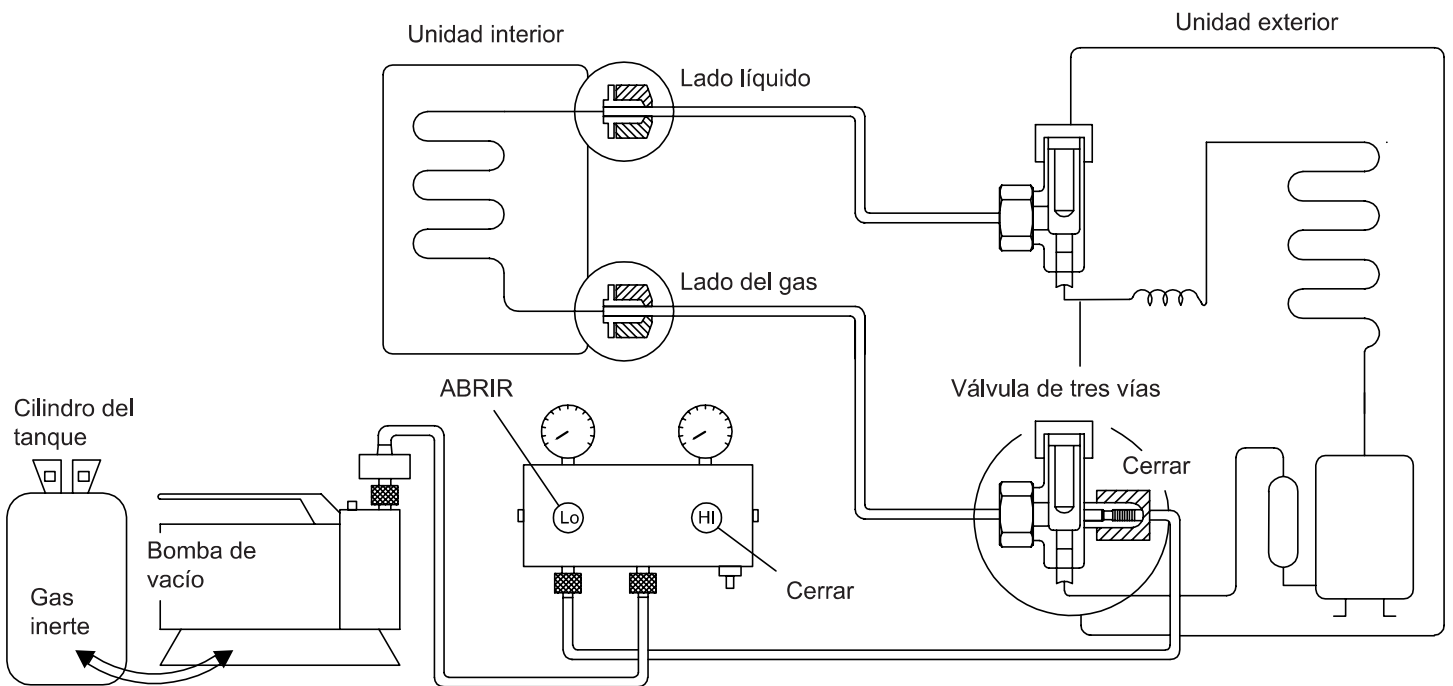 Unidad interior
Unidad exterior
Lado líquido
Lado del gas
ABRIR
Válvula de tres vías
Cilindro del
tanque
Cerrar
Lo
HI
Bomba de
vacío
Cerrar
Gas
inerte